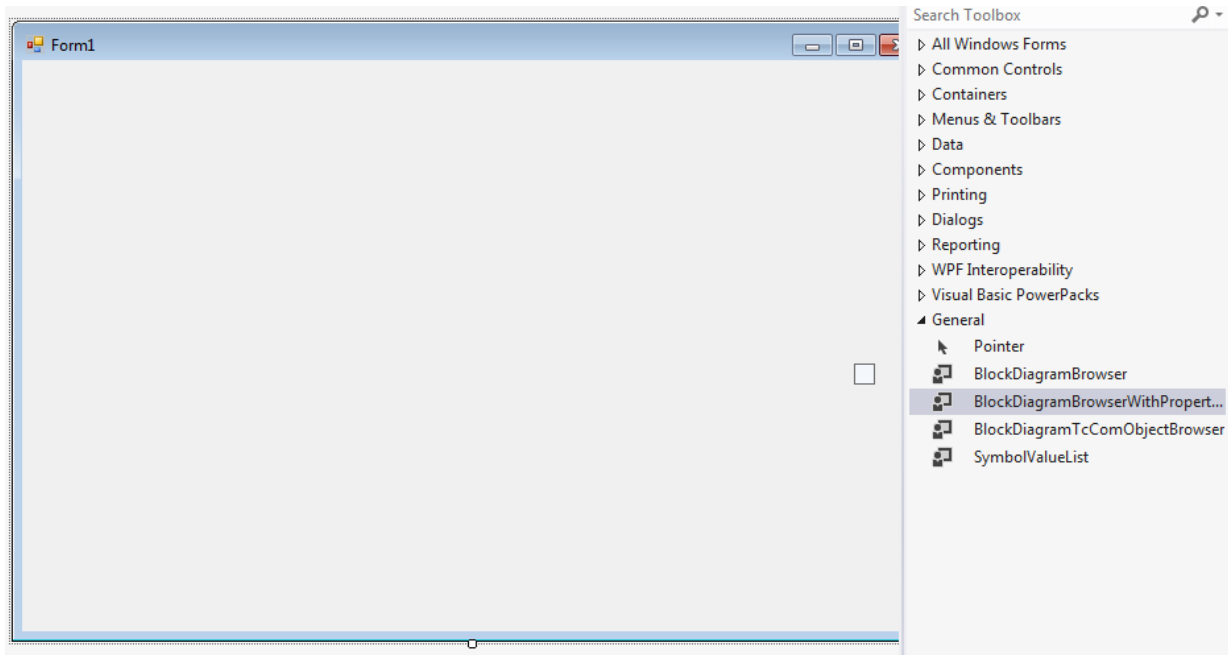 Form1
Search Toolbox
All Windows Forms
Common Controls
Containers
Menus & Toolbars
Data
Components
Printing
Dialogs
Reporting
WPF Interoperability
Visual Basic PowerPacks
General
Pointer
BlockDiagramBrowser
BlockDiagramBrowserWithPropert...
BlockDiagramTcComObjectBrowser
SymbolValueList